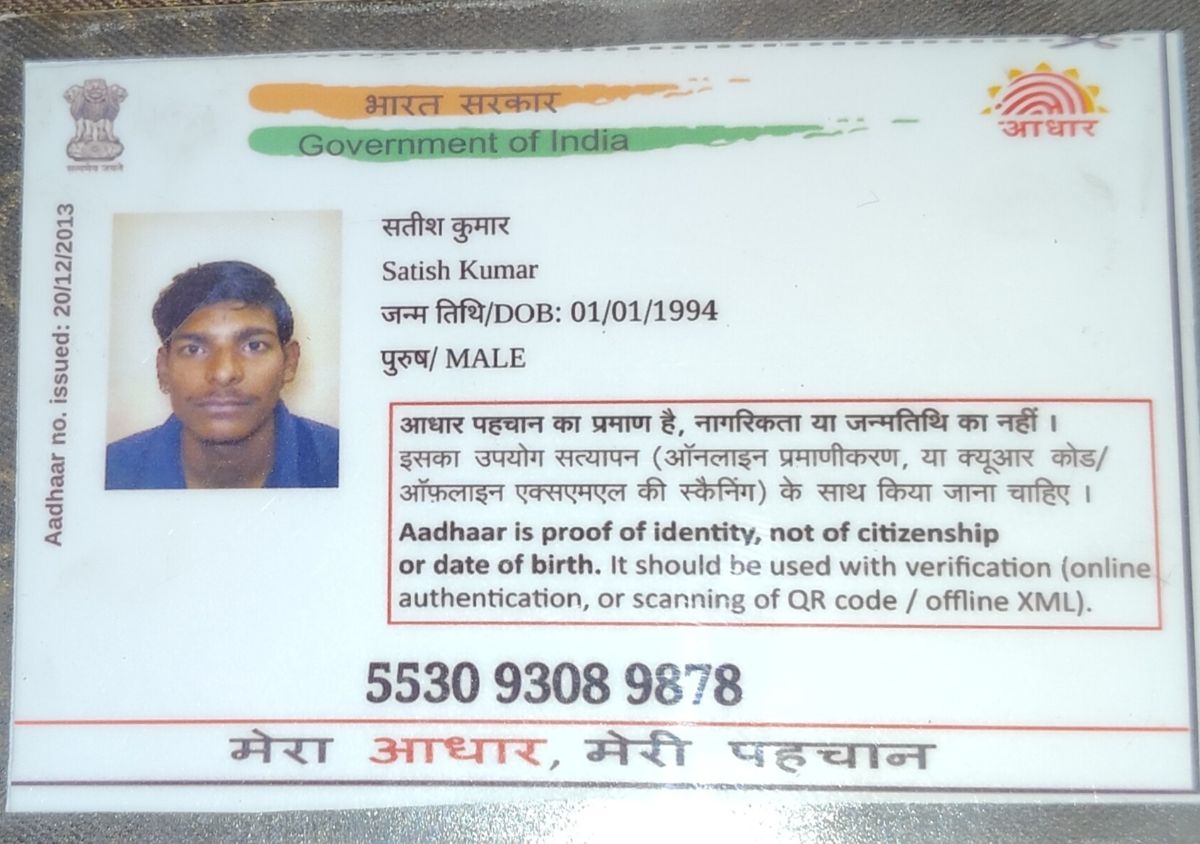 भारत सरकार
Government of India
आधार
सत्यमेव जयते
Aadhaar no. issued: 20/12/2013
सतीश कुमार
Satish Kumar
जन्म तिथि/DOB: 01/01/1994
पुरुष/ MALE
आधार पहचान का प्रमाण है, नागरिकता या जन्मतिथि का नहीं ।
इसका उपयोग सत्यापन (ऑनलाइन प्रमाणीकरण, या क्यूआर कोड/
ऑफ़लाइन एक्सएमएल की स्कैनिंग) के साथ किया जाना चाहिए ।
Aadhaar is proof of identity, not of citizenship
or date of birth. It should be used with verification (online
authentication, or scanning of QR code / offline XML).
5530 9308 9878
मेरा आधार, मेरी पहचान